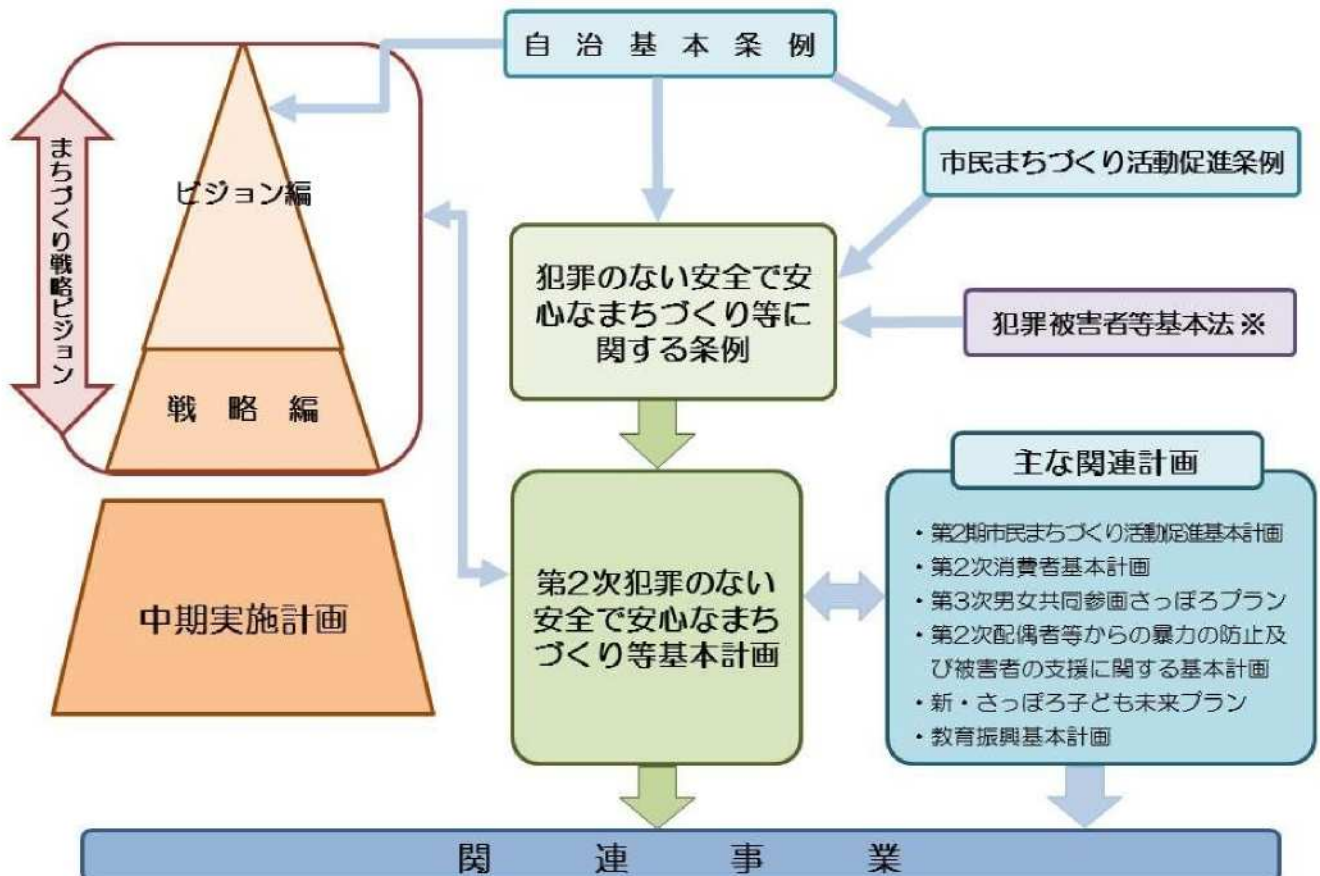 自治基本条例
まちづくり戦略ビジョン
ビジョン編
戦略編
中期実施計画
市民まちづくり活動促進条例
犯罪のない安全で安
心なまちづくり等に
関する条例
犯罪被害者等基本法※
第2次犯罪のない
安全で安心なまち
づくり等基本計画
主な関連計画
・第2期市民まちづくり活動促進基本計画
・第2次消費者基本計画
・第3次男女共同参画さっぽろプラン
・第2次配偶者等からの暴力の防止及
び被害者の支援に関する基本計画
・新・さっぽろ子ども未来プラン
・教育振興基本計画
関連事業